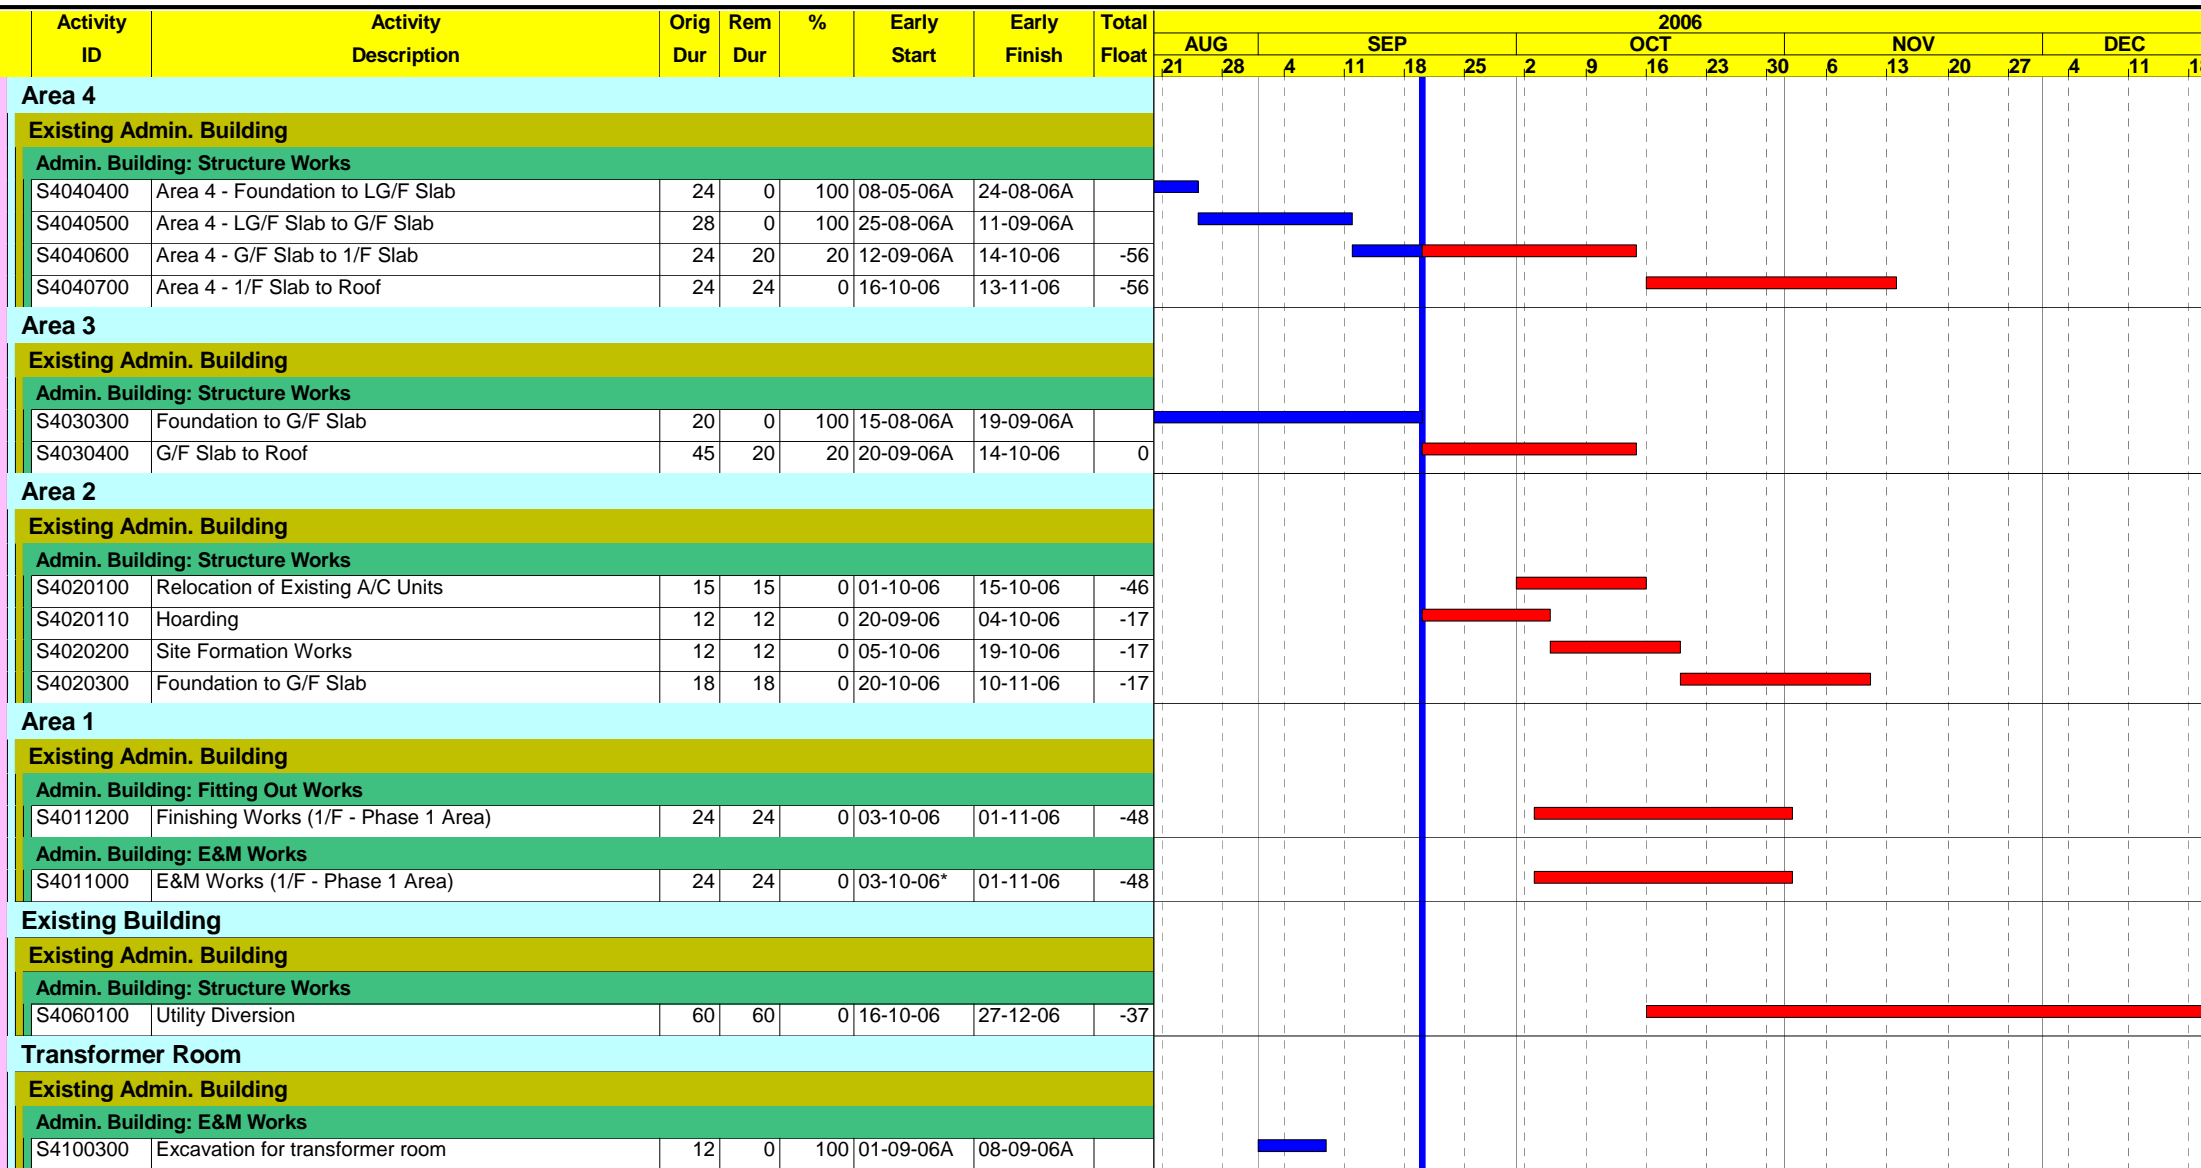 Activity Activity Orig Rem % Early Early Total 2006
ID Description Dur Dur Start Finish Float AUG SEP OCT NOV DEC
21 28 4 11 18 25 2 9 16 23 30 6 13 20 27 4 11
Area 4
Existing Admin. Building
Admin. Building: Structure Works
S4040400 Area 4 - Foundation to LG/F Slab 24 0 100 08-05-06A 24-08-06A
S4040500 Area 4 - LG/F Slab to G/F Slab 28 0 100 25-08-06A 11-09-06A
S4040600 Area 4 - G/F Slab to 1/F Slab 24 20 20 12-09-06A 14-10-06 -56
S4040700 Area 4 - 1/F Slab to Roof 24 24 0 16-10-06 13-11-06 -56
Area 3
Existing Admin. Building
Admin. Building: Structure Works
S4030300 Foundation to G/F Slab 20 0 100 15-08-06A 19-09-06A
S4030400 G/F Slab to Roof 45 20 20 20-09-06A 14-10-06 0
Area 2
Existing Admin. Building
Admin. Building: Structure Works
S4020100 Relocation of Existing A/C Units 15 15 0 01-10-06 15-10-06 -46
S4020110 Hoarding 12 12 0 20-09-06 04-10-06 -17
S4020200 Site Formation Works 12 12 0 05-10-06 19-10-06 -17
S4020300 Foundation to G/F Slab 18 18 0 20-10-06 10-11-06 -17
Area 1
Existing Admin. Building
Admin. Building: Fitting Out Works
S4011200 Finishing Works (1/F - Phase 1 Area) 24 24 0 03-10-06 01-11-06 -48
Admin. Building: E&M Works
S4011000 E&M Works (1/F - Phase 1 Area) 24 24 0 03-10-06* 01-11-06 -48
Existing Building
Existing Admin. Building
Admin. Building: Structure Works
S4060100 Utility Diversion 60 60 0 16-10-06 27-12-06 -37
Transformer Room
Existing Admin. Building
Admin. Building: E&M Works
S4100300 Excavation for transformer room 12 0 100 01-09-06A 08-09-06A